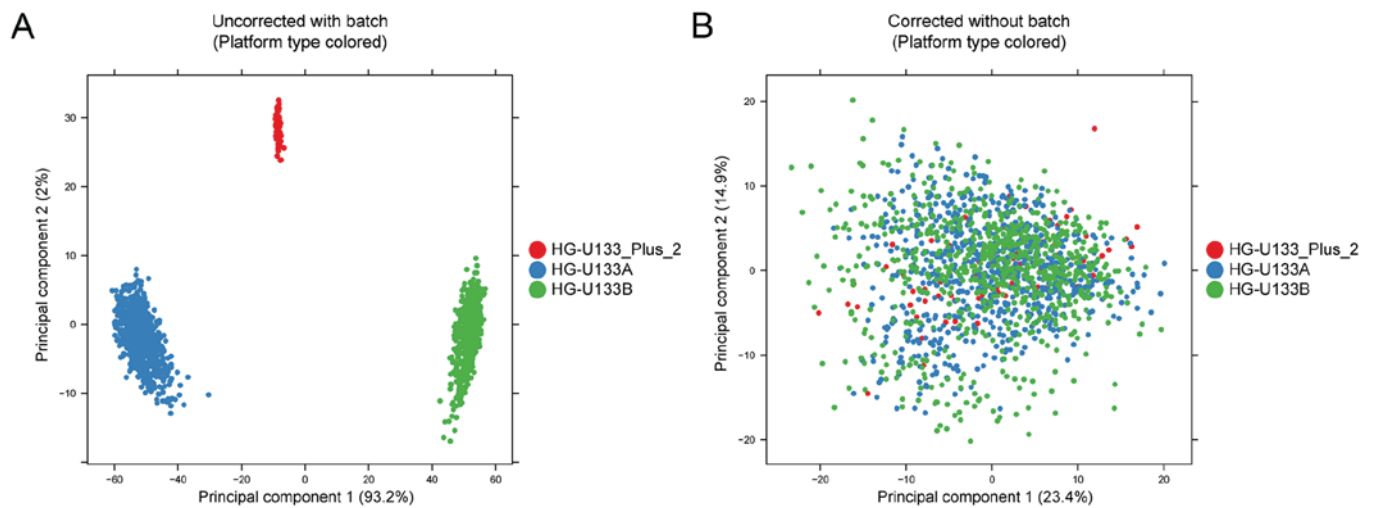 A
Uncorrected with batch
(Platform type colored)
30
20
10
0
−10
−60
−40
−20
0
20
40
60
Principal component 2 (2%)
Principal component 1 (93.2%)
HG-U133_Plus_2
HG-U133A
HG-U133B
B
Corrected without batch
(Platform type colored)
20
10
0
−10
−20
−20
−10
0
10
20
Principal component 2 (14.9%)
Principal component 1 (23.4%)
HG-U133_Plus_2
HG-U133A
HG-U133B